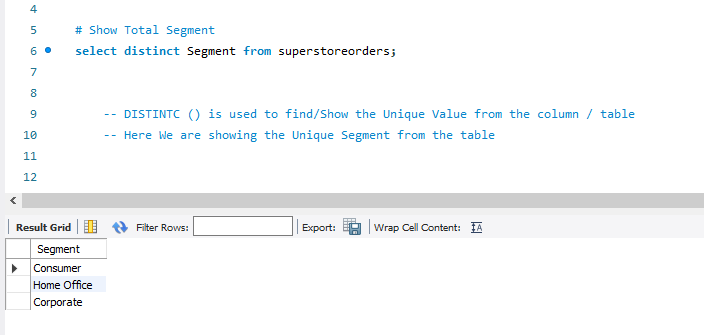 4
5 # Show Total Segment
6 select distinct Segment from superstoreorders;
7
8
9 -- DISTINTC () is used to find/Show the Unique Value from the column / table
10 -- Here We are showing the Unique Segment from the table
11
12
Result Grid Filter Rows: Export: Wrap Cell Content: IA
Segment
Consumer
Home Office
Corporate